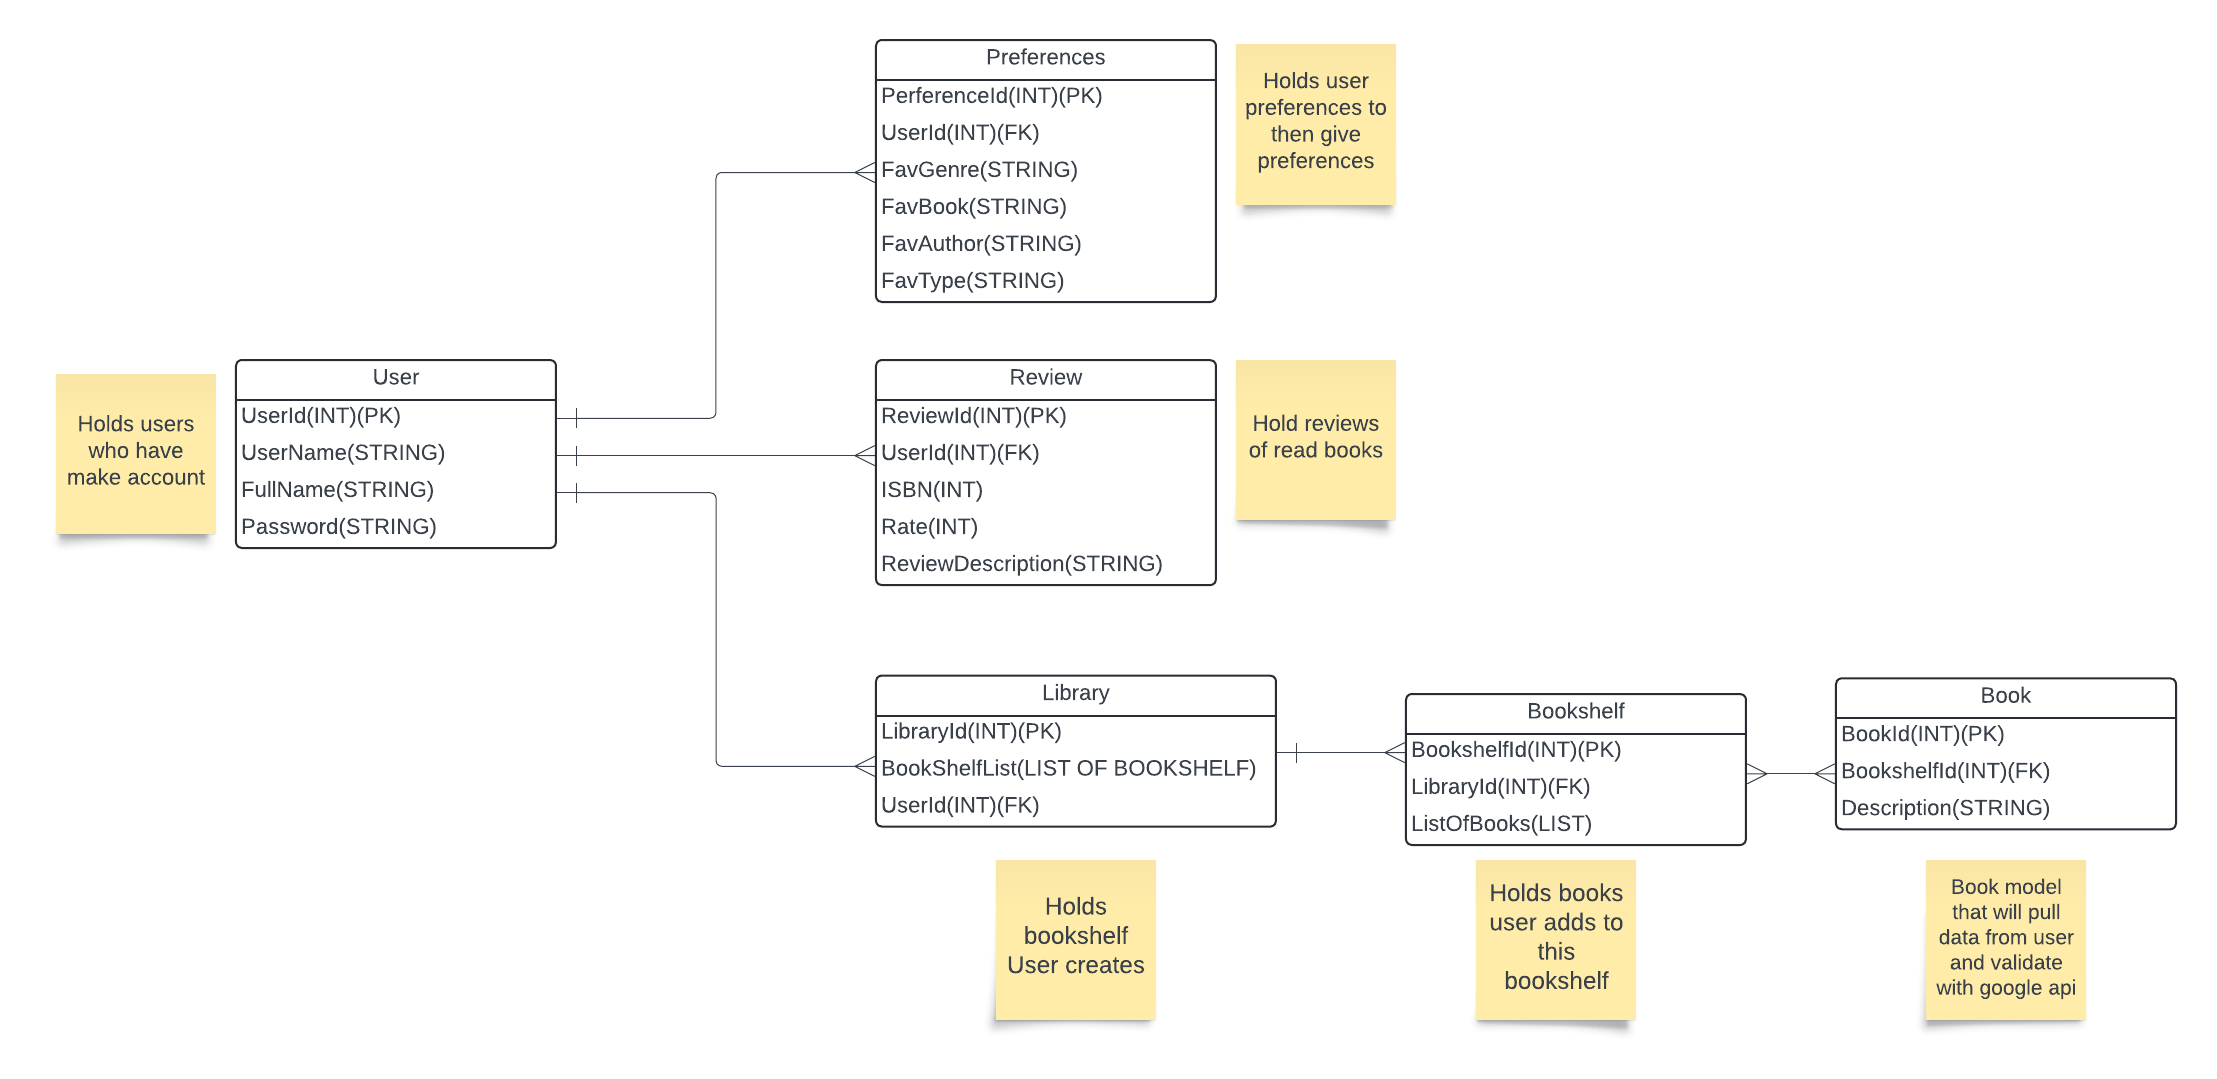 Preferences
PerferenceId(INT)(PK)
UserId(INT)(FK)
FavGenre(STRING)
FavBook(STRING)
FavAuthor(STRING)
FavType(STRING)
Holds user
preferences to
then give
preferences
Holds users
who have
make account
User
UserId(INT)(PK)
UserName(STRING)
FullName(STRING)
Password(STRING)
Review
ReviewId(INT)(PK)
UserId(INT)(FK)
ISBN(INT)
Rate(INT)
ReviewDescription(STRING)
Hold reviews
of read books
Library
LibraryId(INT)(PK)
BookShelfList(LIST OF BOOKSHELF)
UserId(INT)(FK)
Bookshelf
BookshelfId(INT)(PK)
LibraryId(INT)(FK)
ListOfBooks(LIST)
Book
BookId(INT)(PK)
BookshelfId(INT)(FK)
Description(STRING)
Holds
bookshelf
User creates
Holds books
user adds to
this
bookshelf
Book model
that will pull
data from user
and validate
with google api